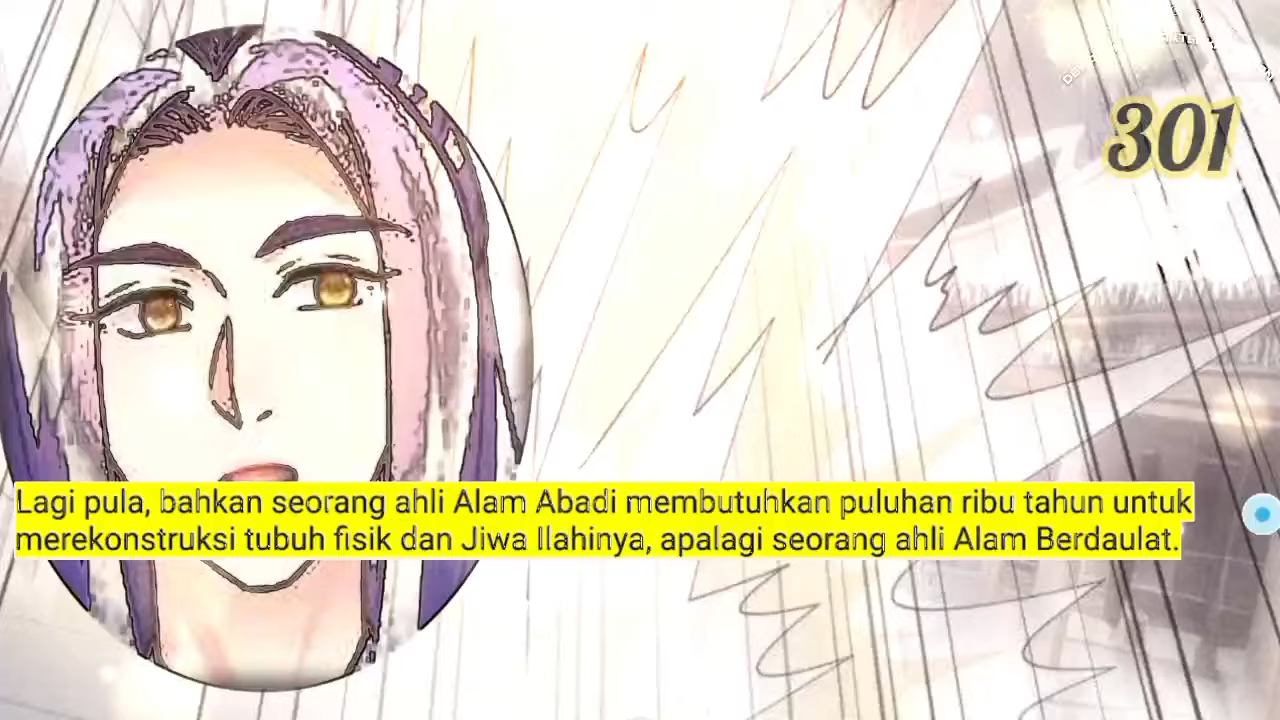 301
Lagi pula, bahkan seorang ahli Alam Abadi membutuhkan puluhan ribu tahun untuk
merekonstruksi tubuh fisik dan Jiwa Ilahinya, apalagi seorang ahli Alam Berdaulat.